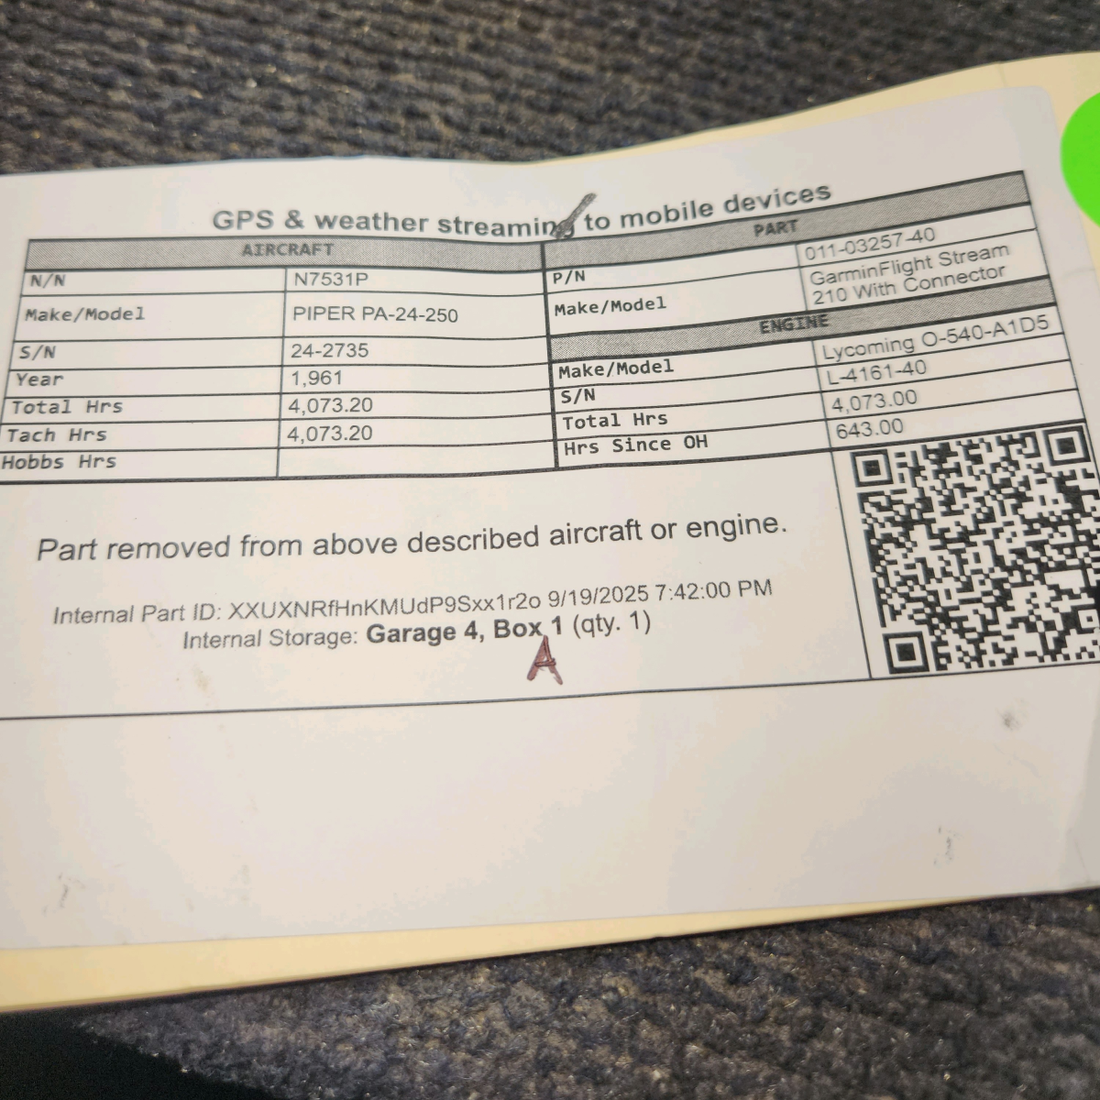 GPS & weather streaming to mobile devices
AIRCRAFT
N/N N7531P
Make/Model PIPER PA-24-250
S/N 24-2735
Year 1,961
Total Hrs 4,073.20
Tach Hrs 4,073.20
Hobbs Hrs
PART
P/N 011-03257-40
Make/Model GarminFlight Stream
210 With Connector
ENGINE
Make/Model Lycoming O-540-A1D5
S/N L-4161-40
Total Hrs 4,073.00
Hrs Since OH 643.00
Part removed from above described aircraft or engine.
Internal Part ID: XXUXNRfHnKMUdP9Sxx1r2o 9/19/2025 7:42:00 PM
Internal Storage: Garage 4, Box 1 (qty. 1)
A